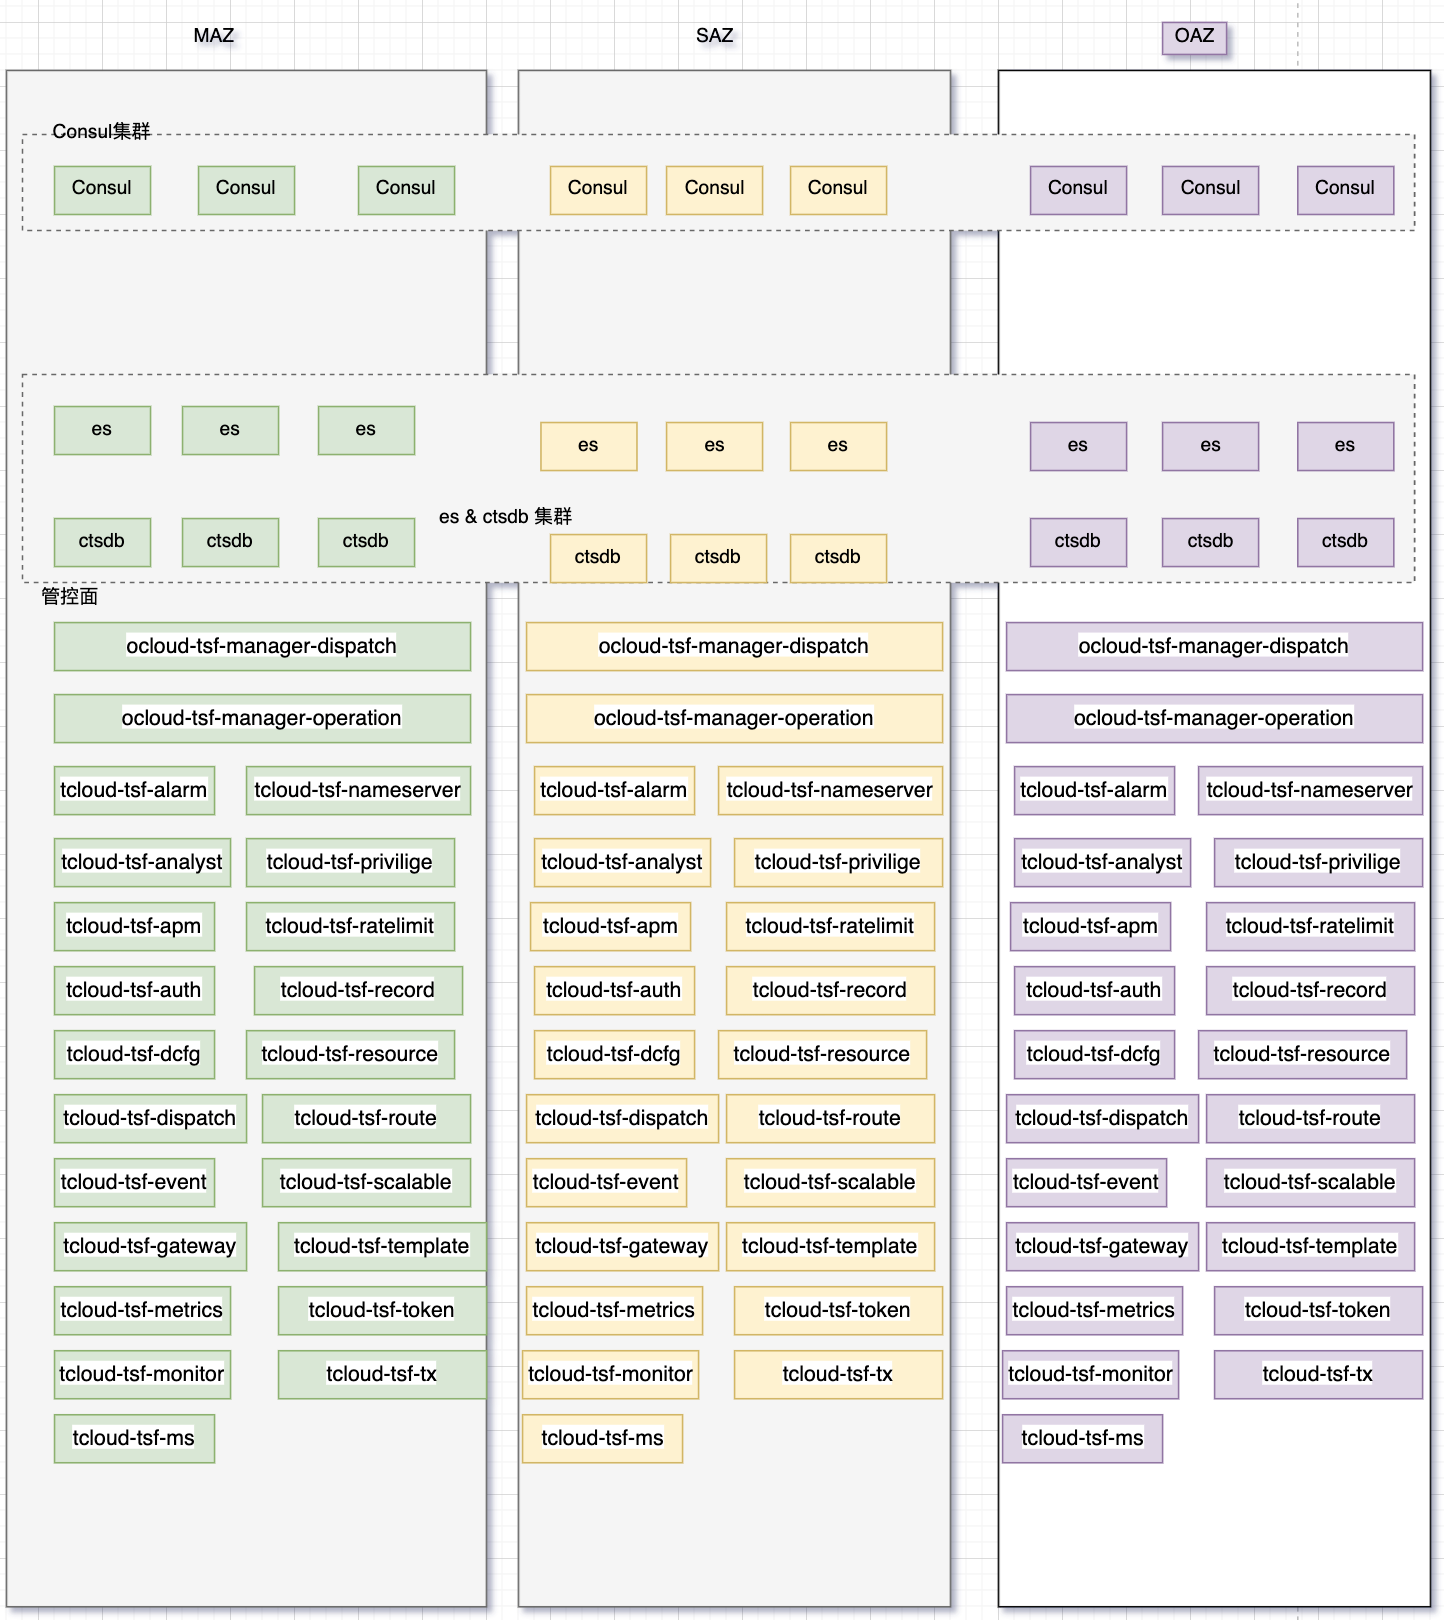 MAZ
SAZ
OAZ
Consul集群
Consul Consul Consul Consul Consul Consul Consul Consul Consul
es es es es es es es es es
es & ctsdb 集群
ctsdb ctsdb ctsdb ctsdb ctsdb ctsdb ctsdb ctsdb ctsdb
管控面
ocloud-tsf-manager-dispatch ocloud-tsf-manager-dispatch ocloud-tsf-manager-dispatch
ocloud-tsf-manager-operation ocloud-tsf-manager-operation ocloud-tsf-manager-operation
tcloud-tsf-alarm tcloud-tsf-nameserver tcloud-tsf-alarm tcloud-tsf-nameserver tcloud-tsf-alarm tcloud-tsf-nameserver
tcloud-tsf-analyst tcloud-tsf-privilige tcloud-tsf-analyst tcloud-tsf-privilige tcloud-tsf-analyst tcloud-tsf-privilige
tcloud-tsf-apm tcloud-tsf-ratelimit tcloud-tsf-apm tcloud-tsf-ratelimit tcloud-tsf-apm tcloud-tsf-ratelimit
tcloud-tsf-auth tcloud-tsf-record tcloud-tsf-auth tcloud-tsf-record tcloud-tsf-auth tcloud-tsf-record
tcloud-tsf-dcfg tcloud-tsf-resource tcloud-tsf-dcfg tcloud-tsf-resource tcloud-tsf-dcfg tcloud-tsf-resource
tcloud-tsf-dispatch tcloud-tsf-route tcloud-tsf-dispatch tcloud-tsf-route tcloud-tsf-dispatch tcloud-tsf-route
tcloud-tsf-event tcloud-tsf-scalable tcloud-tsf-event tcloud-tsf-scalable tcloud-tsf-event tcloud-tsf-scalable
tcloud-tsf-gateway tcloud-tsf-template tcloud-tsf-gateway tcloud-tsf-template tcloud-tsf-gateway tcloud-tsf-template
tcloud-tsf-metrics tcloud-tsf-token tcloud-tsf-metrics tcloud-tsf-token tcloud-tsf-metrics tcloud-tsf-token
tcloud-tsf-monitor tcloud-tsf-tx tcloud-tsf-monitor tcloud-tsf-tx tcloud-tsf-monitor tcloud-tsf-tx
tcloud-tsf-ms tcloud-tsf-ms tcloud-tsf-ms